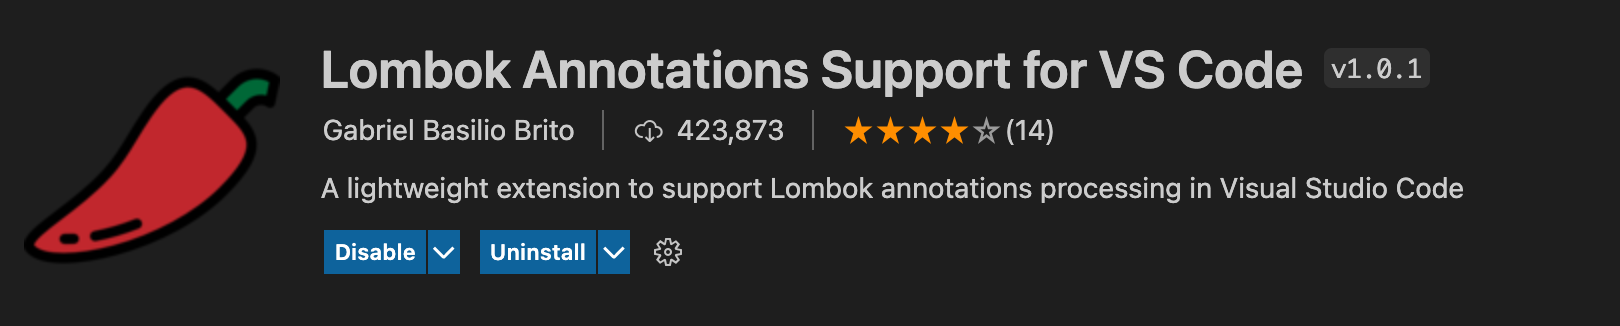 Lombok Annotations Support for VS Code v1.0.1
Gabriel Basilio Brito 423,873 (14)
A lightweight extension to support Lombok annotations processing in Visual Studio Code
Disable Uninstall